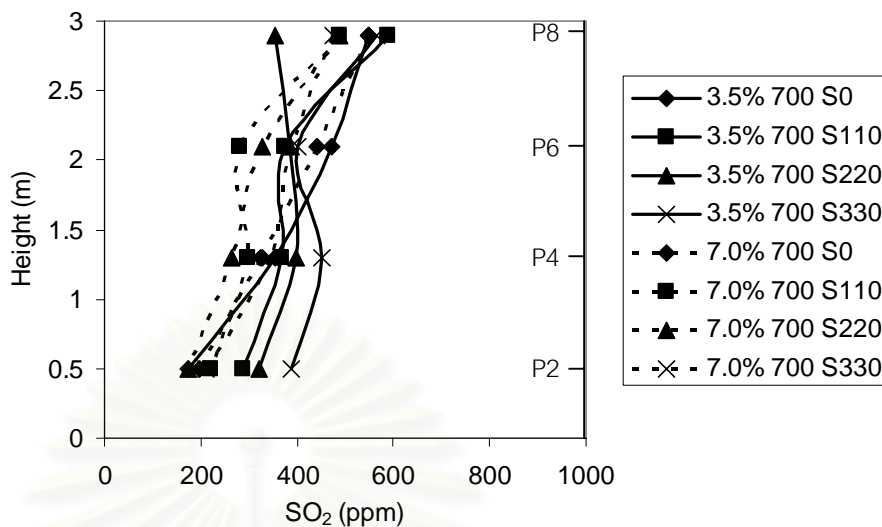 3
2.5
2
1.5
1
0.5
0
Height (m)
0
200
400
600
800
1000
SO₂ (ppm)
P8
P6
P4
P2
3.5% 700 S0
3.5% 700 S110
3.5% 700 S220
3.5% 700 S330
7.0% 700 S0
7.0% 700 S110
7.0% 700 S220
7.0% 700 S330